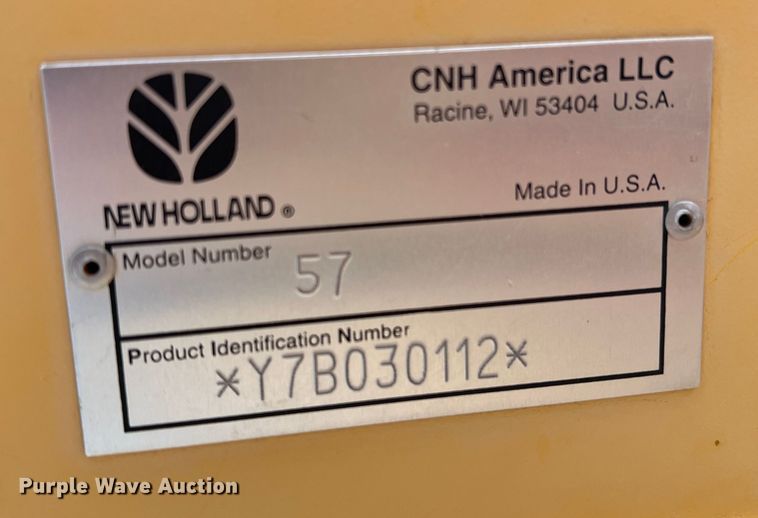 CNH America LLC
Racine, WI 53404 U.S.A.
Made In U.S.A.
NEW HOLLAND ®
Model Number 57
Product Identification Number
*Y7B030112*
Purple Wave Auction